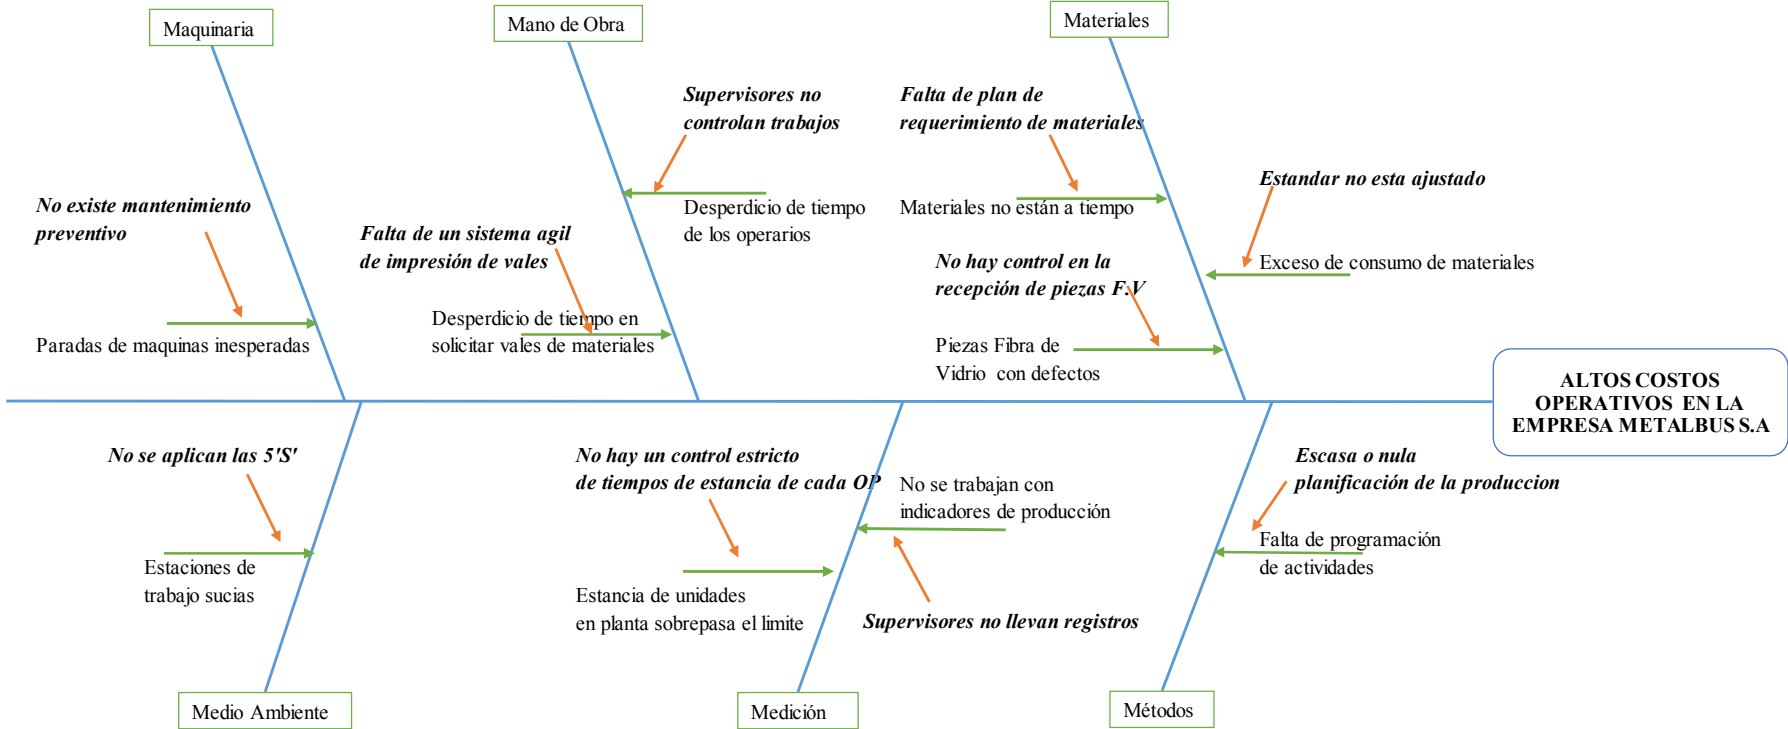 Maquinaria
Mano de Obra
Materiales
Supervisores no
controlan trabajos
Falta de plan de
requerimiento de materiales
Estandar no esta ajustado
No existe mantenimiento
preventivo
Desperdicio de tiempo
de los operarios
Materiales no están a tiempo
Falta de un sistema agil
de impresión de vales
No hay control en la
recepción de piezas F.V
Exceso de consumo de materiales
Paradas de maquinas inesperadas
Desperdicio de tiempo en
solicitar vales de materiales
Piezas Fibra de
Vidrio con defectos
ALTOS COSTOS
OPERATIVOS EN LA
EMPRESA METALBUS S.A
No se aplican las 5'S'
No hay un control estricto
de tiempos de estancia de cada OP
No se trabajan con
indicadores de producción
Escasa o nula
planificación de la produccion
Falta de programación
de actividades
Estaciones de
trabajo sucias
Estancia de unidades
en planta sobrepasa el limite
Supervisores no llevan registros
Medio Ambiente
Medición
Métodos